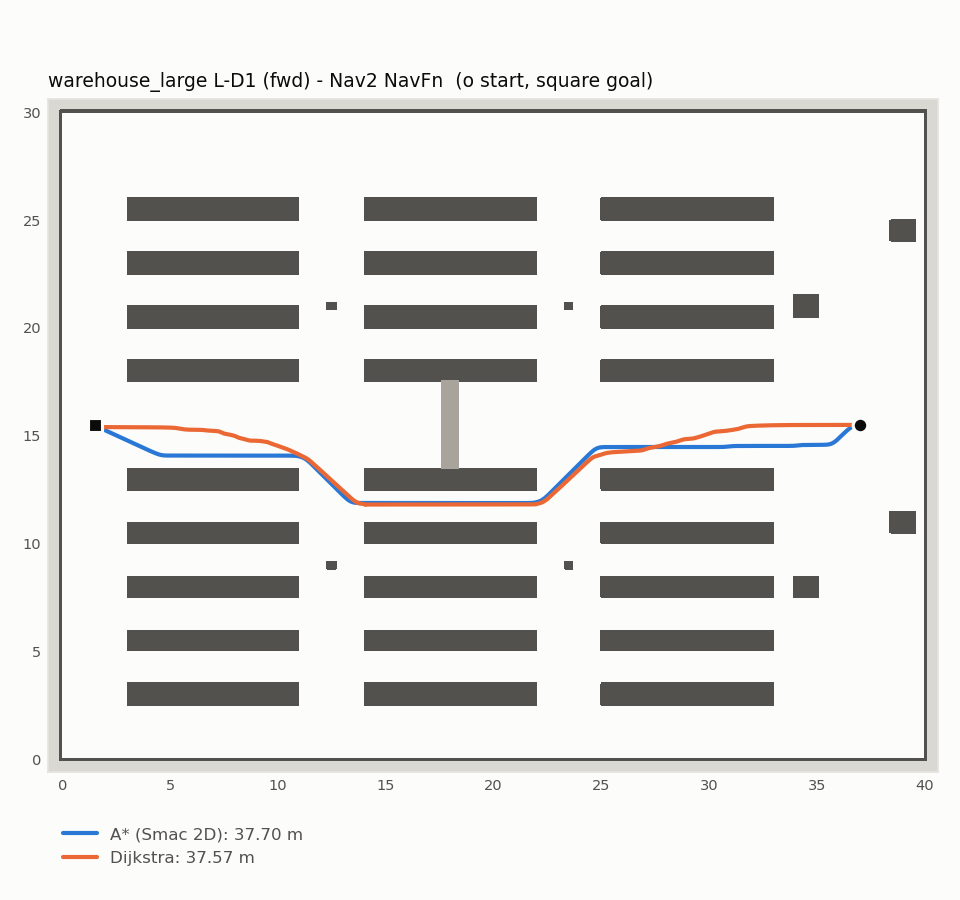 warehouse_large L-D1 (fwd) - Nav2 NavFn  (o start, square goal)
30
25
20
15
10
5
0
0 5 10 15 20 25 30 35 40
A* (Smac 2D): 37.70 m
Dijkstra: 37.57 m